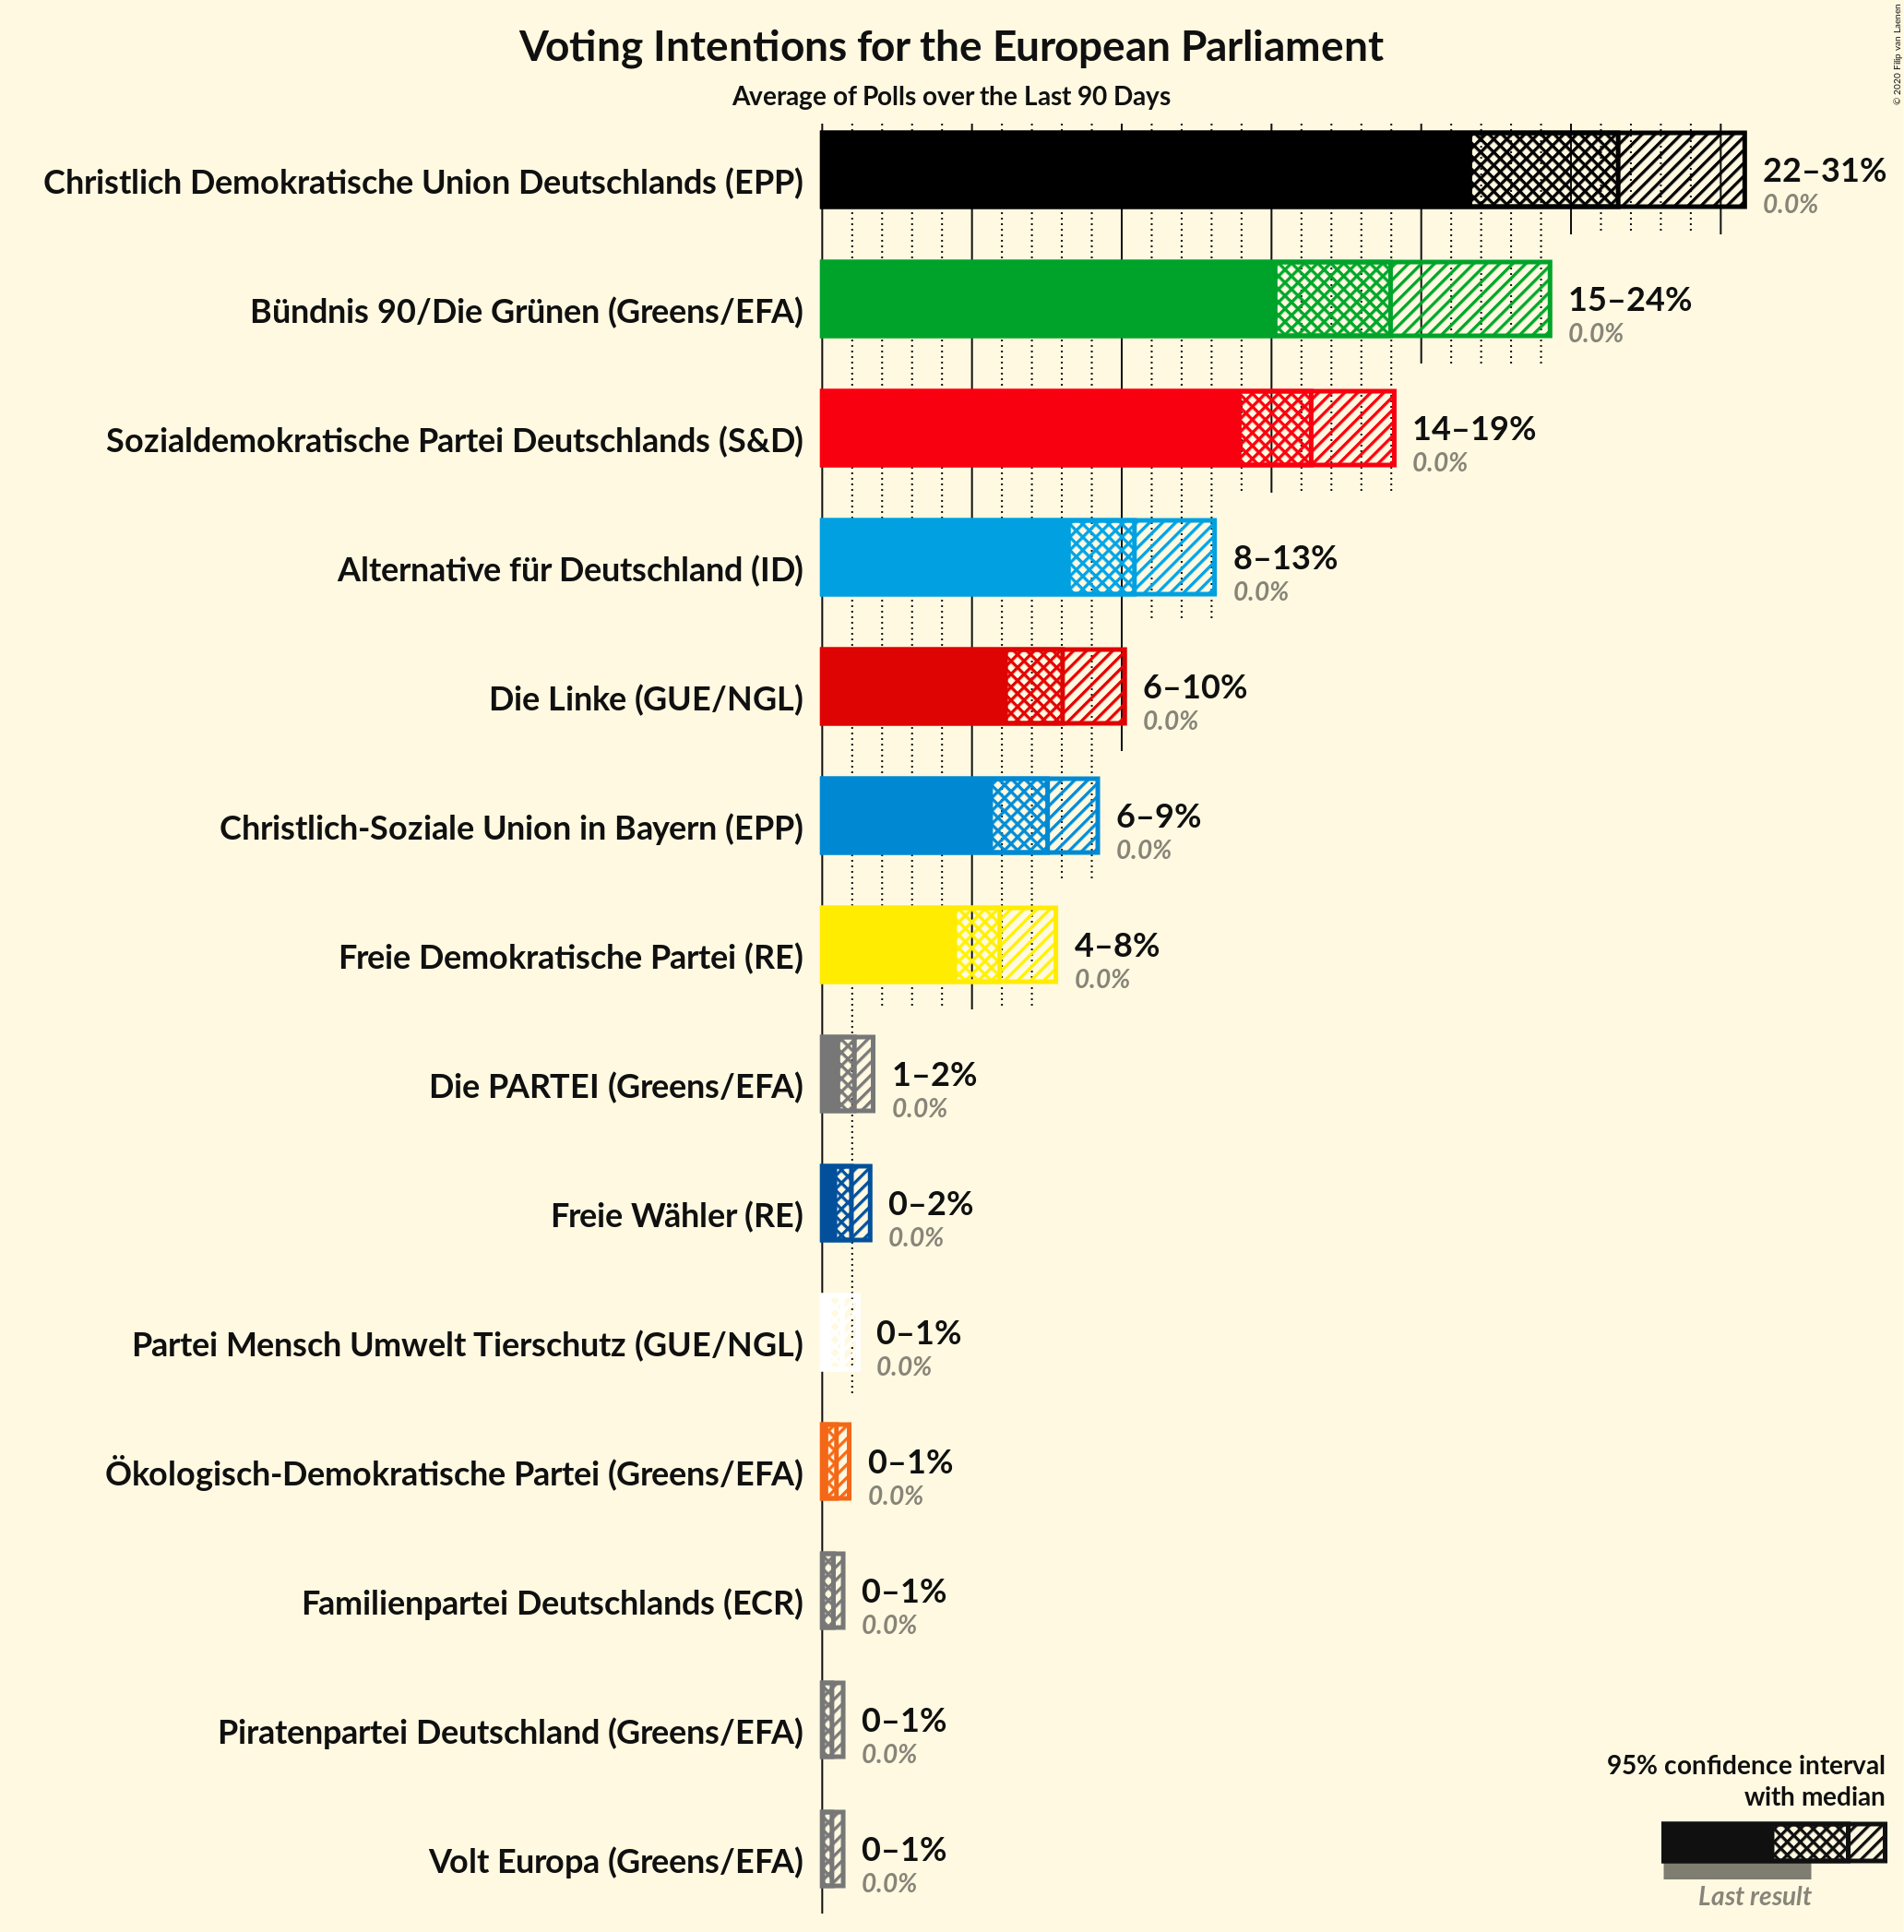 Voting Intentions for the European Parliament
Average of Polls over the Last 90 Days
© 2020 Filip van Laenen
Christlich Demokratische Union Deutschlands (EPP)
22–31%
0.0%
Bündnis 90/Die Grünen (Greens/EFA)
15–24%
0.0%
Sozialdemokratische Partei Deutschlands (S&D)
14–19%
0.0%
Alternative für Deutschland (ID)
8–13%
0.0%
Die Linke (GUE/NGL)
6–10%
0.0%
Christlich-Soziale Union in Bayern (EPP)
6–9%
0.0%
Freie Demokratische Partei (RE)
4–8%
0.0%
Die PARTEI (Greens/EFA)
1–2%
0.0%
Freie Wähler (RE)
0–2%
0.0%
Partei Mensch Umwelt Tierschutz (GUE/NGL)
0–1%
0.0%
Ökologisch-Demokratische Partei (Greens/EFA)
0–1%
0.0%
Familienpartei Deutschlands (ECR)
0–1%
0.0%
Piratenpartei Deutschland (Greens/EFA)
0–1%
0.0%
Volt Europa (Greens/EFA)
0–1%
0.0%
95% confidence interval
with median
Last result